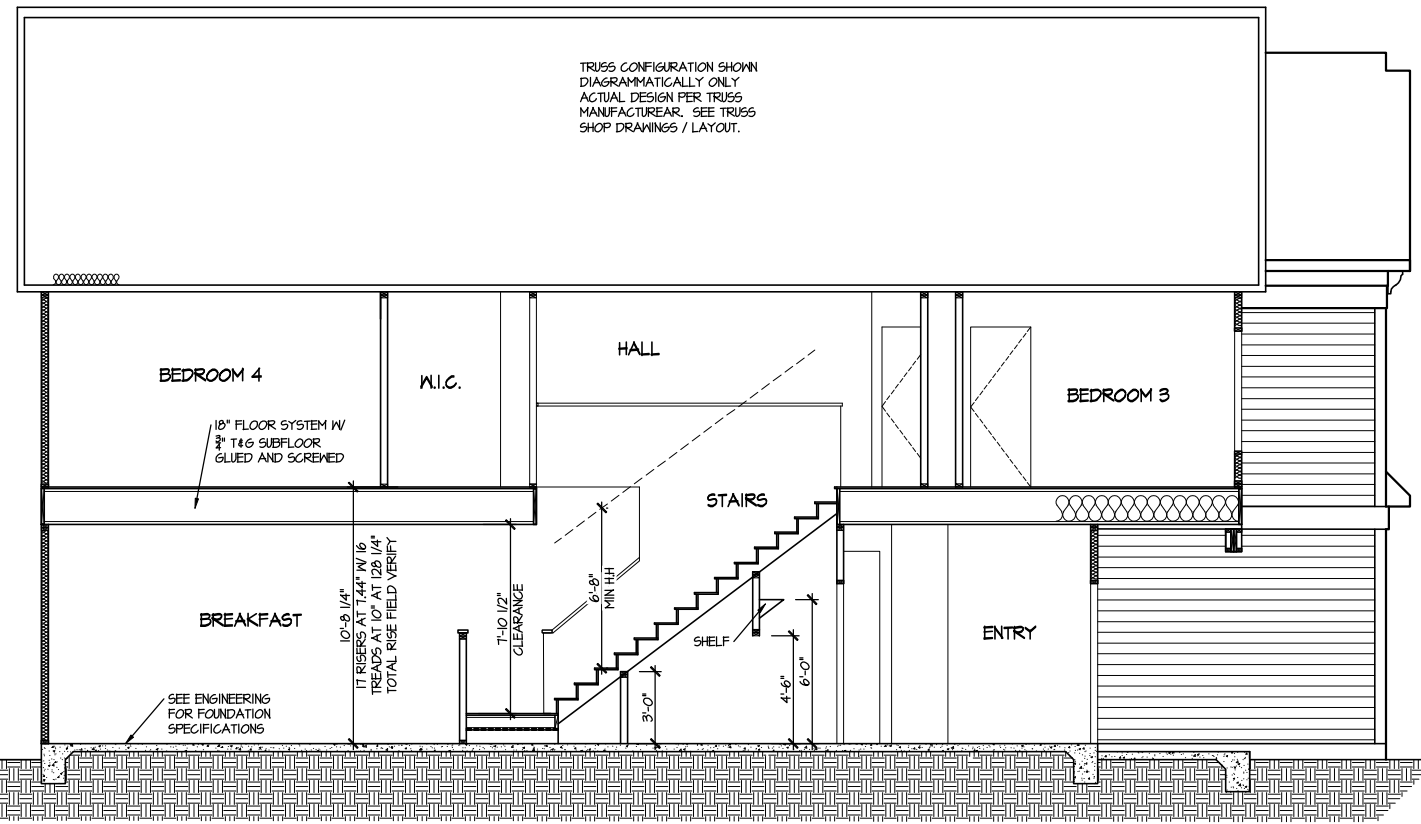 TRUSS CONFIGURATION SHOWN
DIAGRAMMATICALLY ONLY
ACTUAL DESIGN PER TRUSS
MANUFACTUREAR. SEE TRUSS
SHOP DRAWINGS / LAYOUT.
HALL
BEDROOM 4
W.I.C.
BEDROOM 3
18" FLOOR SYSTEM W/
3/4" T&G SUBFLOOR
GLUED AND SCREWED
STAIRS
10'-8 1/4"
17 RISERS AT 7.44" W/ 16
TREADS AT 10" AT 128 1/4"
TOTAL RISE FIELD VERIFY
7'-10 1/2"
CLEARANCE
6'-8"
MIN H.H
BREAKFAST
ENTRY
SHELF
3'-0"
4'-6"
6'-0"
SEE ENGINEERING
FOR FOUNDATION
SPECIFICATIONS